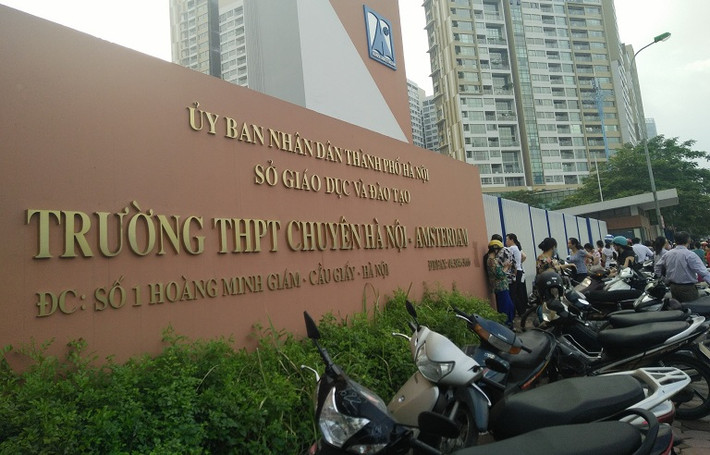 ỦY BAN NHÂN DÂN THÀNH PHỐ HÀ NỘI
SỞ GIÁO DỤC VÀ ĐÀO TẠO
TRƯỜNG THPT CHUYÊN HÀ NỘI - AMSTERDAM
ĐC: SỐ 1 HOÀNG MINH GIÁM - CẦU GIẤY - HÀ NỘI